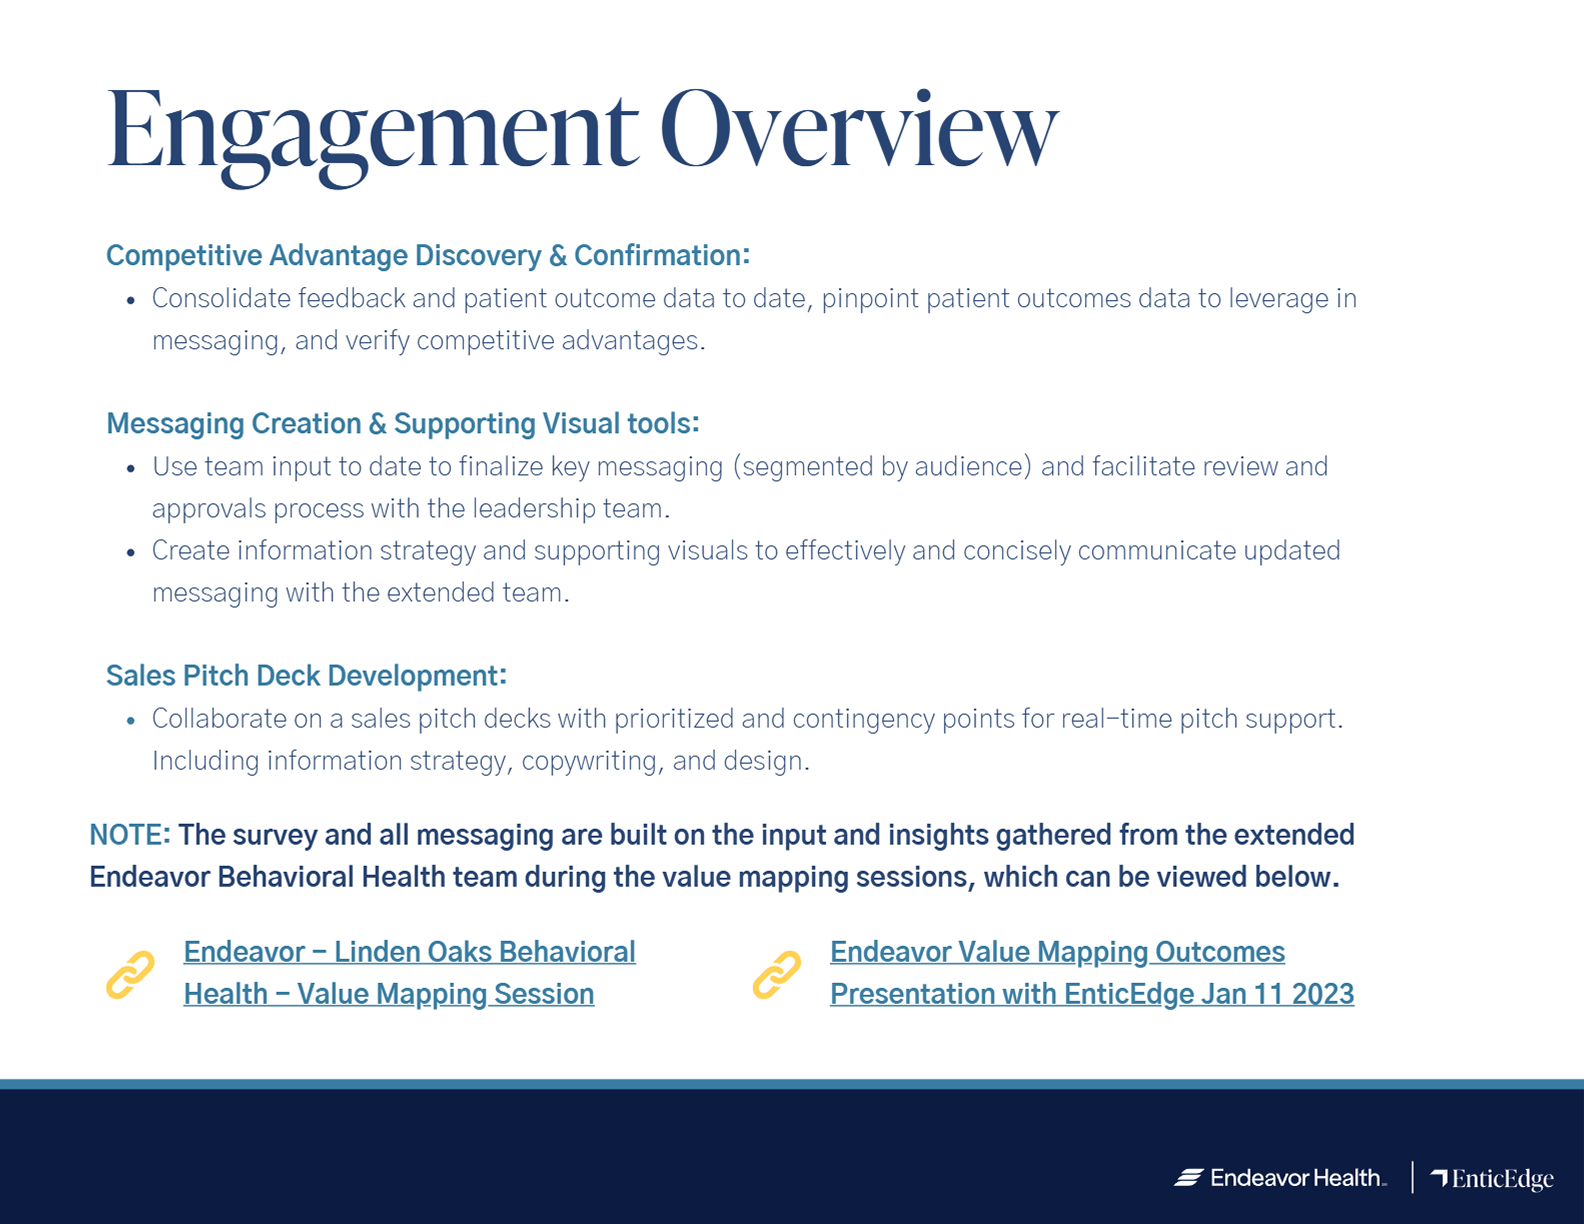 Engagement Overview
Competitive Advantage Discovery & Confirmation:
• Consolidate feedback and patient outcome data to date, pinpoint patient outcomes data to leverage in
messaging, and verify competitive advantages.
Messaging Creation & Supporting Visual tools:
• Use team input to date to finalize key messaging (segmented by audience) and facilitate review and
approvals process with the leadership team.
• Create information strategy and supporting visuals to effectively and concisely communicate updated
messaging with the extended team.
Sales Pitch Deck Development:
• Collaborate on a sales pitch decks with prioritized and contingency points for real-time pitch support.
Including information strategy, copywriting, and design.
NOTE: The survey and all messaging are built on the input and insights gathered from the extended
Endeavor Behavioral Health team during the value mapping sessions, which can be viewed below.
Endeavor - Linden Oaks Behavioral
Health - Value Mapping Session
Endeavor Value Mapping Outcomes
Presentation with EnticEdge Jan 11 2023
Endeavor Health
EnticEdge